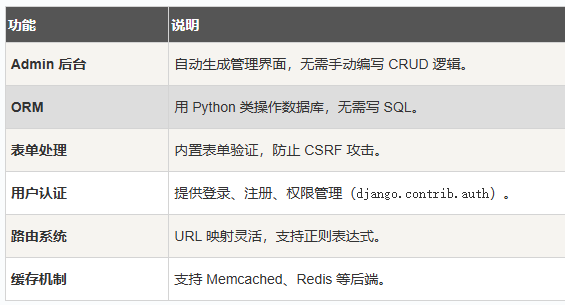 功能 说明
Admin 后台 自动生成管理界面，无需手动编写 CRUD 逻辑。
ORM 用 Python 类操作数据库，无需写 SQL。
表单处理 内置表单验证，防止 CSRF 攻击。
用户认证 提供登录、注册、权限管理（django.contrib.auth）。
路由系统 URL 映射灵活，支持正则表达式。
缓存机制 支持 Memcached、Redis 等后端。